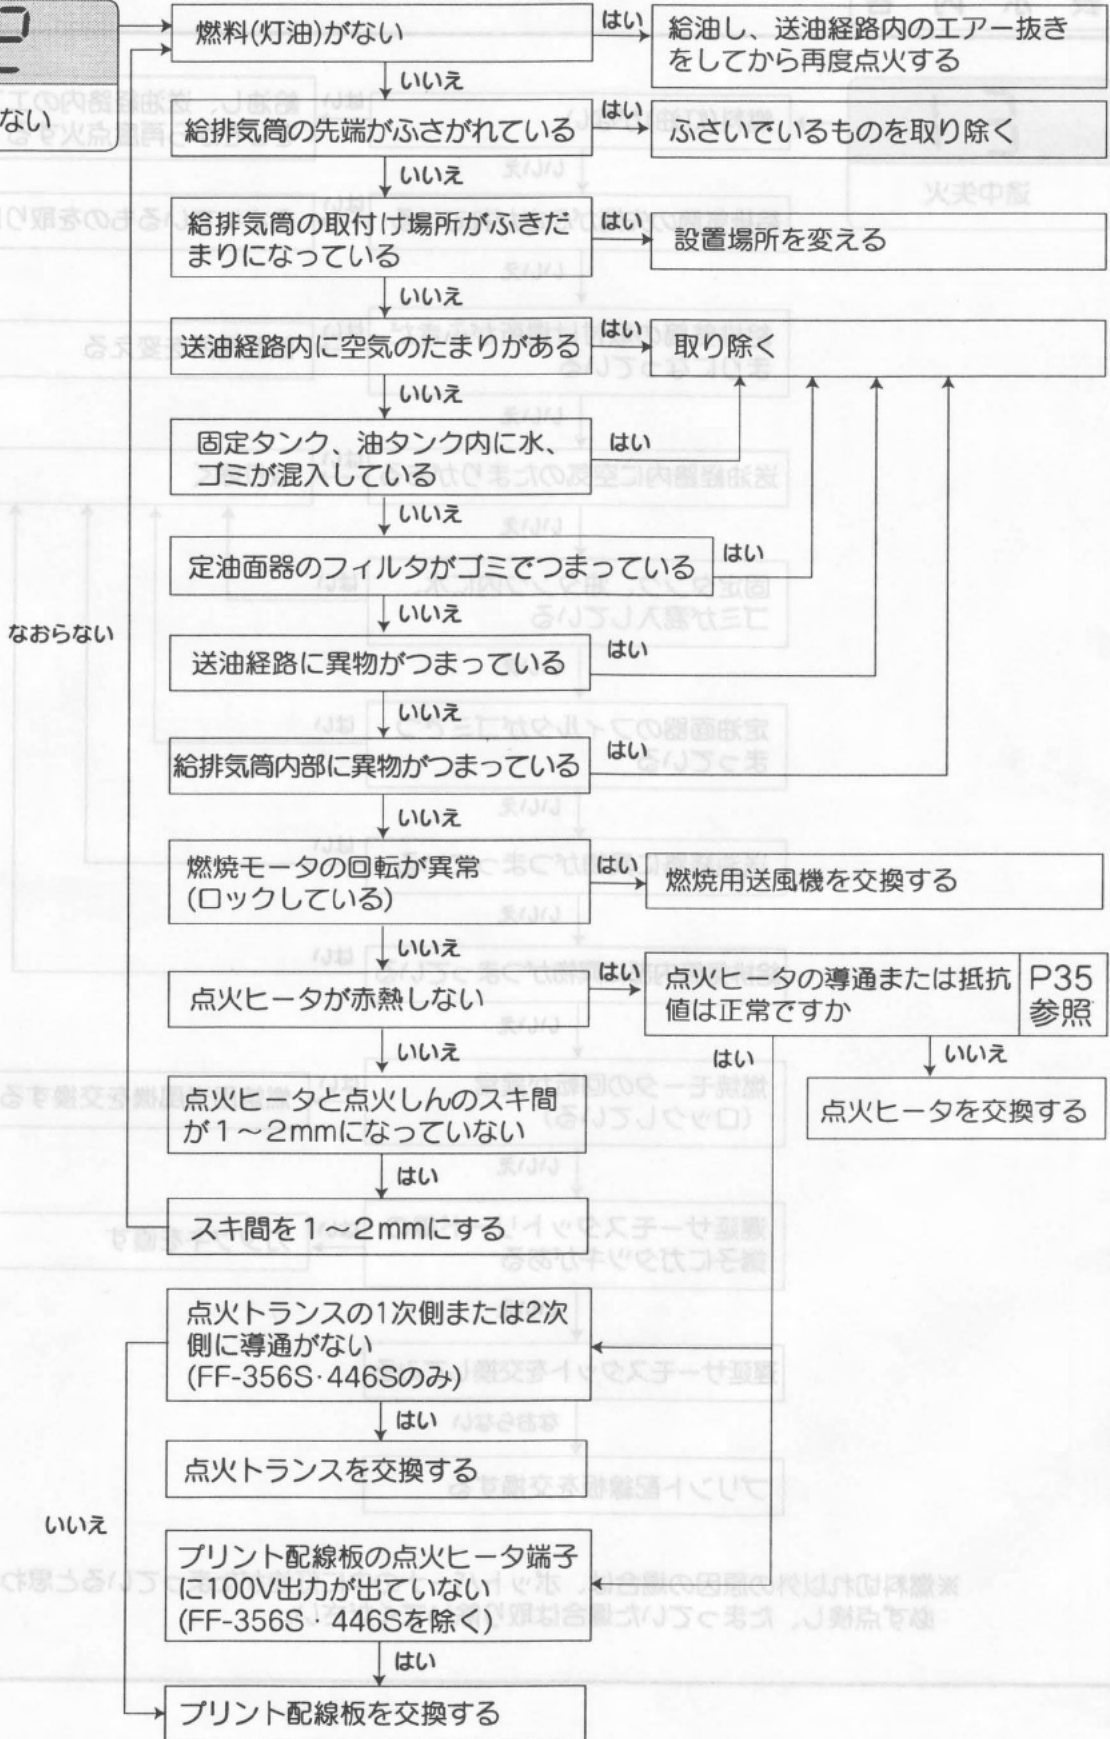 2
ない
燃料(灯油)がない
はい
給油し、送油経路内のエアー抜き
をしてから再度点火する
いいえ
給排気筒の先端がふさがれている
はい
ふさいでいるものを取り除く
いいえ
給排気筒の取付け場所がふきだ
まりになっている
はい
設置場所を変える
いいえ
送油経路内に空気のたまりがある
はい
取り除く
いいえ
固定タンク、油タンク内に水、
ゴミが混入している
はい
いいえ
定油面器のフィルタがゴミでつまっている
はい
いいえ
なおらない
送油経路に異物がつまっている
はい
いいえ
給排気筒内部に異物がつまっている
はい
いいえ
燃焼モータの回転が異常
(ロックしている)
はい
燃焼用送風機を交換する
いいえ
点火ヒータが赤熱しない
はい
点火ヒータの導通または抵抗
値は正常ですか
P35
参照
いいえ
はい
いいえ
点火ヒータを交換する
点火ヒータと点火しんのスキ間
が1～2mmになっていない
はい
スキ間を1～2mmにする
点火トランスの1次側または2次
側に導通がない
(FF-356S・446Sのみ)
はい
点火トランスを交換する
いいえ
プリント配線板の点火ヒータ端子
に100V出力が出ていない
(FF-356S・446Sを除く)
はい
プリント配線板を交換する